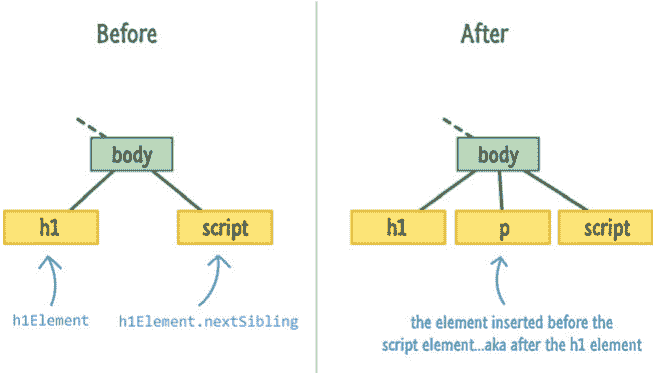 Before
After
body
body
h1
script
h1
p
script
h1Element
h1Element.nextSibling
the element inserted before the
script element...aka after the h1 element